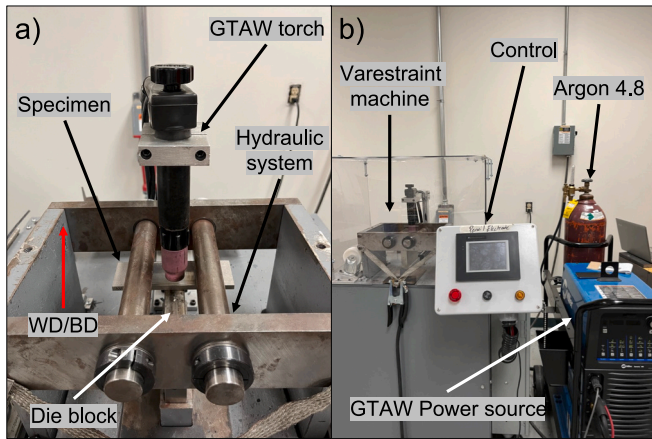 a)
GTAW torch
Specimen
Hydraulic
system
WD/BD
Die block
b)
Control
Varestraint
machine
Argon 4.8
GTAW Power source